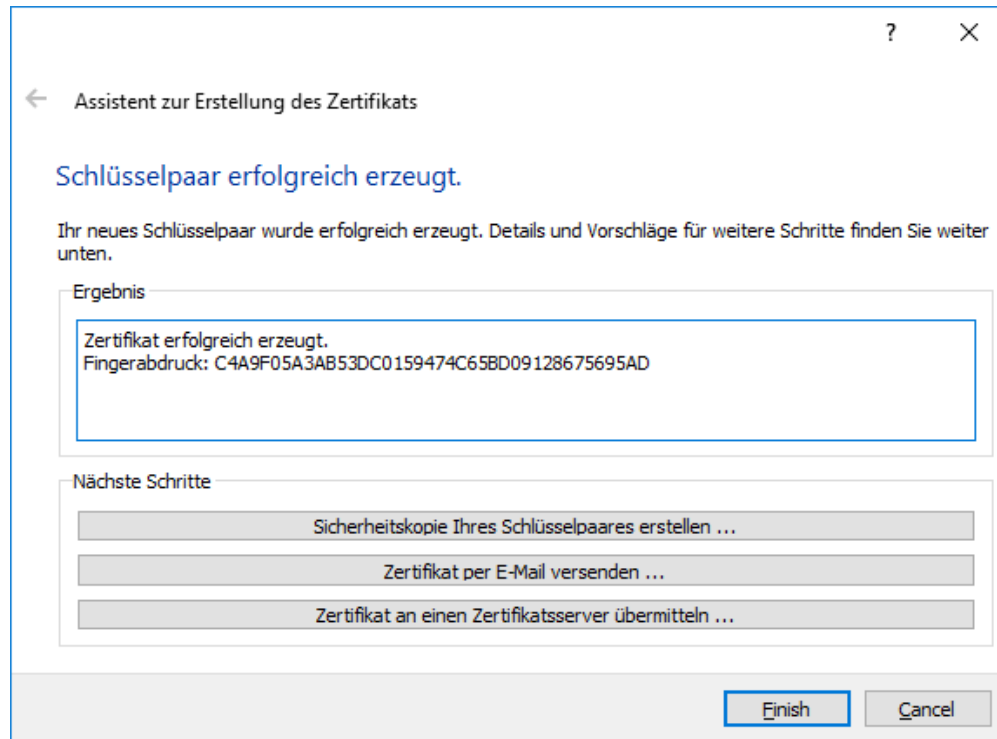 ?
Assistent zur Erstellung des Zertifikats
Schlüsselpaar erfolgreich erzeugt.
Ihr neues Schlüsselpaar wurde erfolgreich erzeugt. Details und Vorschläge für weitere Schritte finden Sie weiter
unten.
Ergebnis
Zertifikat erfolgreich erzeugt.
Fingerabdruck: C4A9F05A3AB53DC0159474C65BD09128675695AD
Nächste Schritte
Sicherheitskopie Ihres Schlüsselpaares erstellen ...
Zertifikat per E-Mail versenden ...
Zertifikat an einen Zertifikatsserver übermitteln ...
Finish Cancel